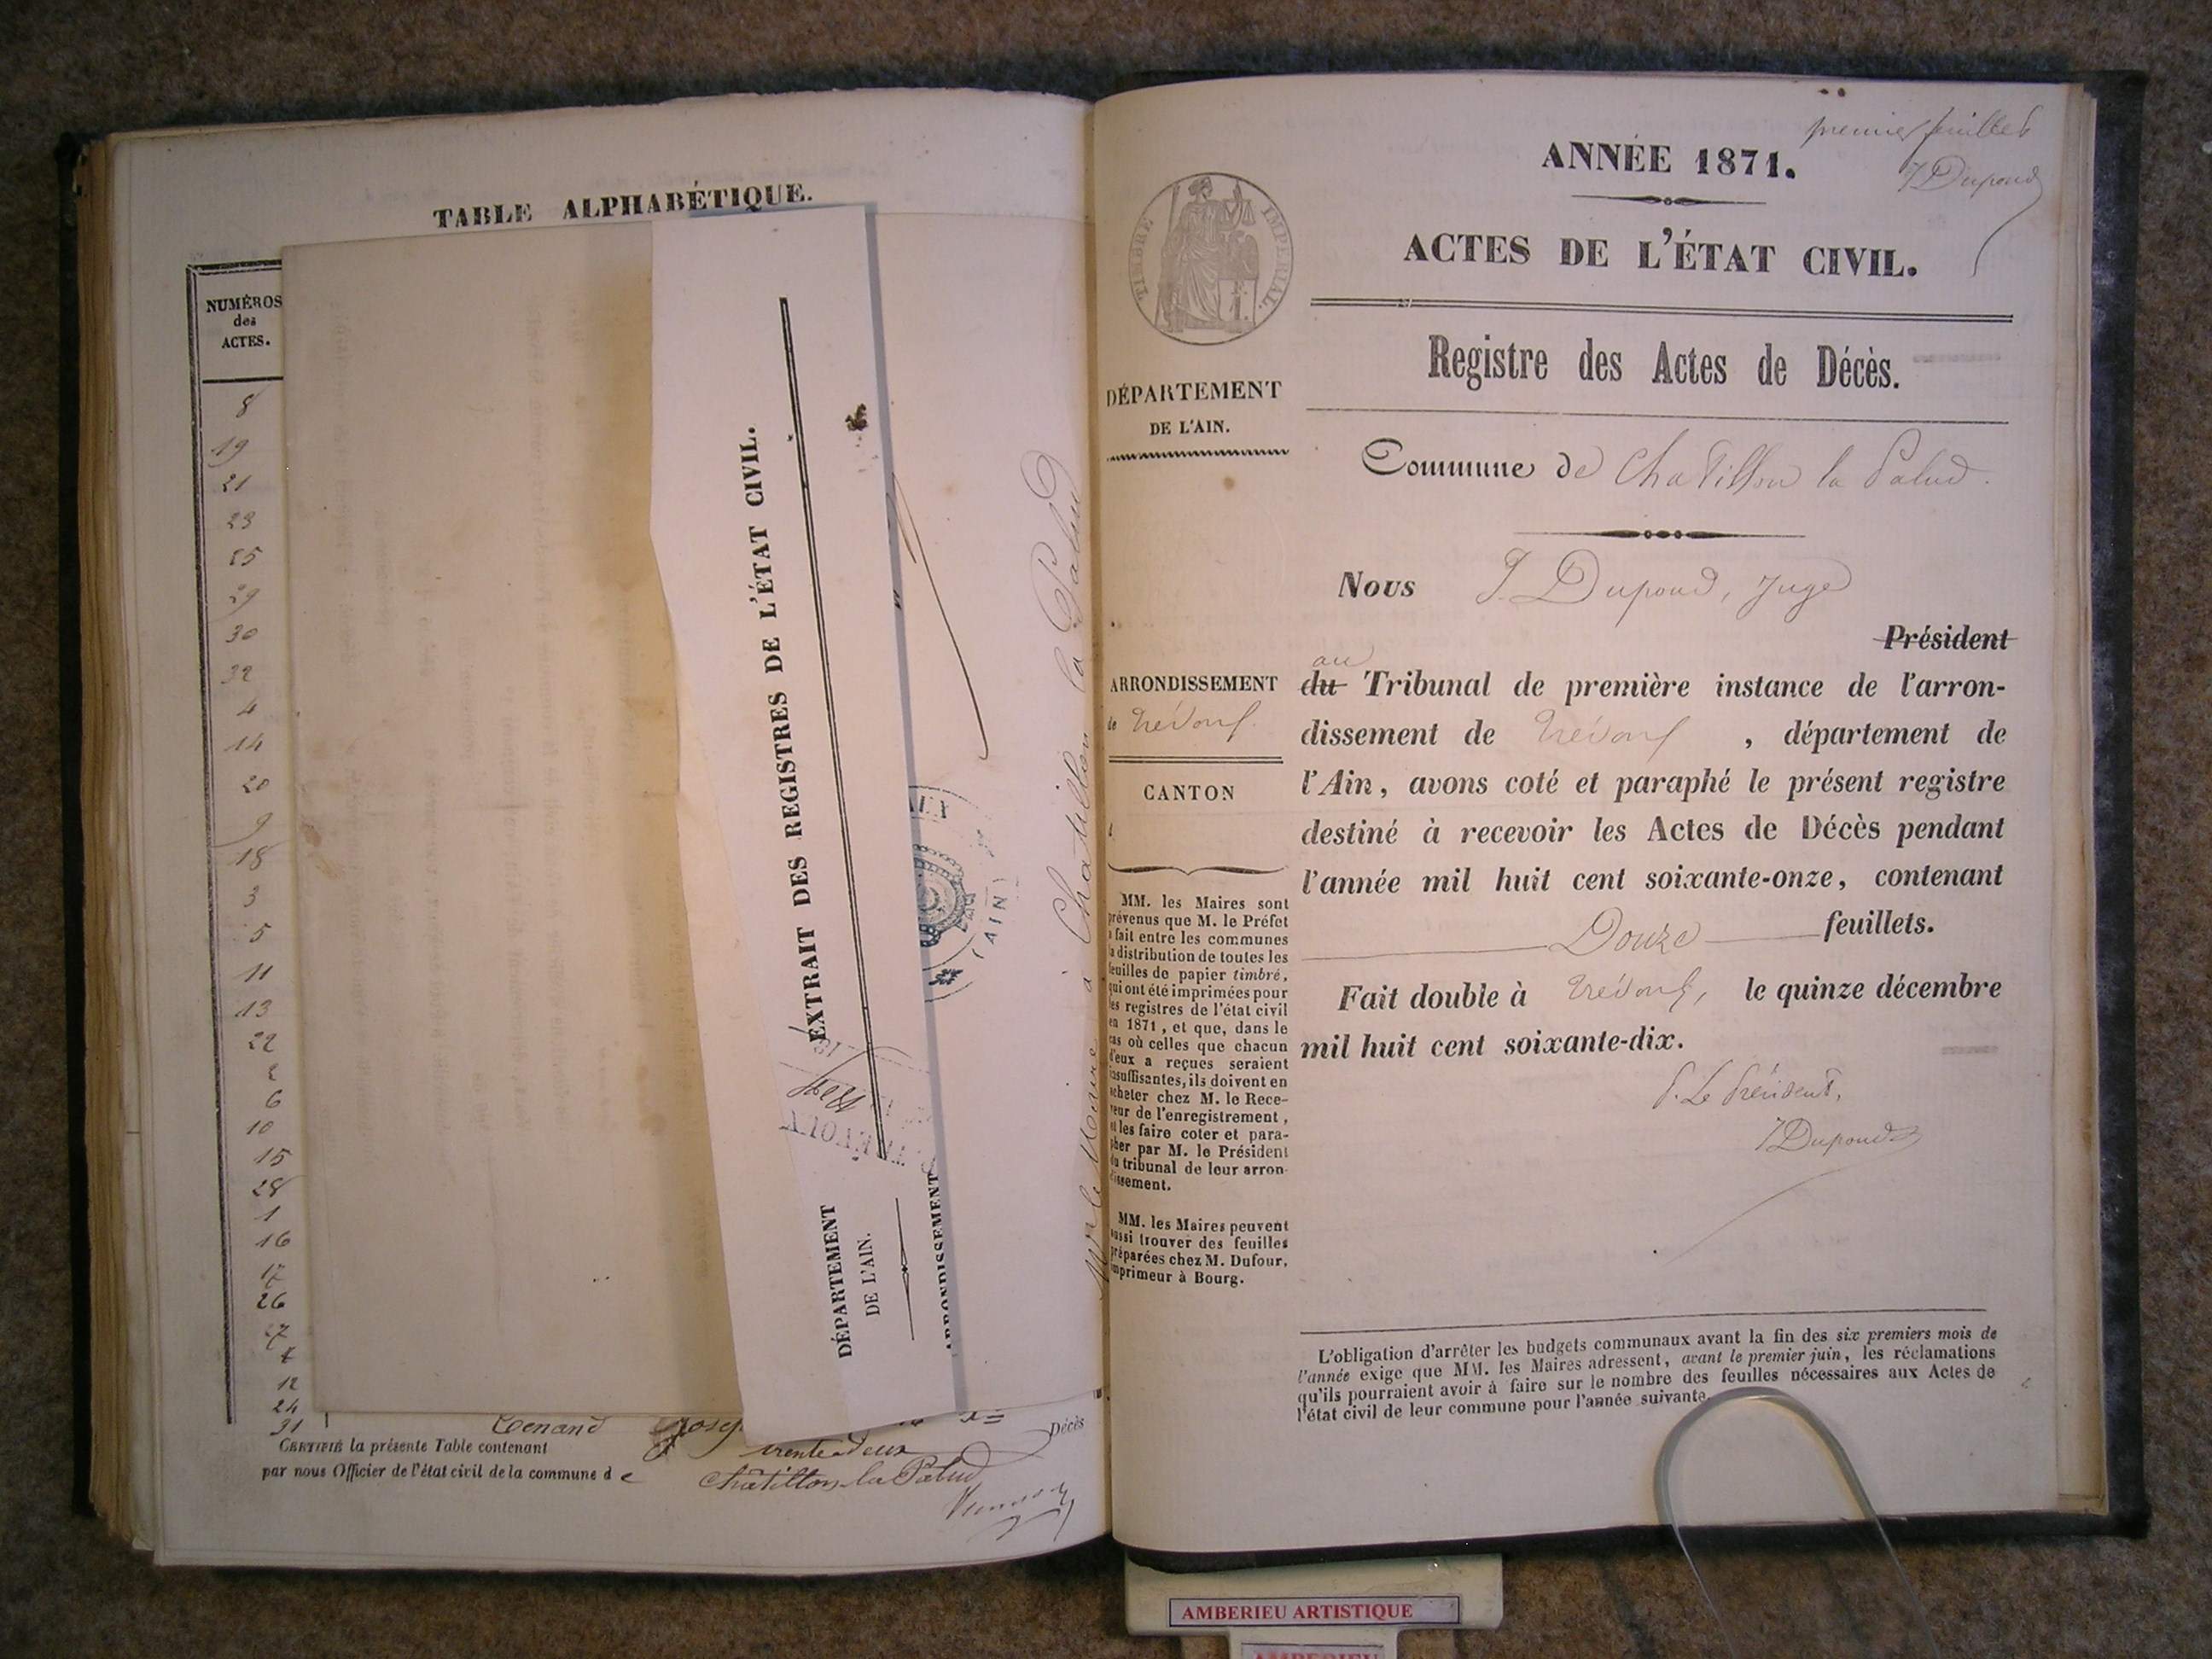 TABLE ALPHABÉTIQUE.
NUMÉROS
des
ACTES.
8
19
21
23
25
29
30
32
4
14
20
9
18
3
5
11
13
22
2
6
10
15
28
1
16
17
26
27
7
12
24
31
CERTIFIÉ la présente Table contenant trente deux Décès
par nous Officier de l'état civil de la commune de Châtillon la Palud
EXTRAIT DES REGISTRES DE L'ÉTAT CIVIL.
DÉPARTEMENT
DE L'AIN.
ARRONDISSEMENT
(AIN)
le Maire à Chatillon la Palud
premier feuillet
JDupond
ANNÉE 1871.
ACTES DE L'ÉTAT CIVIL.
TIMBRE IMPÉRIAL.
Registre des Actes de Décès.
DÉPARTEMENT
DE L'AIN.
Commune de Chatillon la Palud.
Nous J. Dupond, Juge
Président
au
du Tribunal de première instance de l'arron-
dissement de Trévoux, département de
l'Ain, avons coté et paraphé le présent registre
destiné à recevoir les Actes de Décès pendant
l'année mil huit cent soixante-onze, contenant
Douze feuillets.
Fait double à Trévoux, le quinze décembre
mil huit cent soixante-dix.
P. Le Président,
JDupond
ARRONDISSEMENT
de Trévoux.
CANTON
MM. les Maires sont
prévenus que M. le Préfet
a fait entre les communes
la distribution de toutes les
feuilles de papier timbré,
qui ont été imprimées pour
les registres de l'état civil
en 1871, et que, dans le
cas où celles que chacun
d'eux a reçues seraient
insuffisantes, ils doivent en
acheter chez M. le Rece-
veur de l'enregistrement,
et les faire coter et para-
pher par M. le Président
du tribunal de leur arron-
dissement.
MM. les Maires peuvent
aussi trouver des feuilles
préparées chez M. Dufour,
imprimeur à Bourg.
L'obligation d'arrêter les budgets communaux avant la fin des six premiers mois de
l'année exige que MM. les Maires adressent, avant le premier juin, les réclamations
qu'ils pourraient avoir à faire sur le nombre des feuilles nécessaires aux Actes de
l'état civil de leur commune pour l'année suivante
AMBERIEU ARTISTIQUE
AMBERIEU